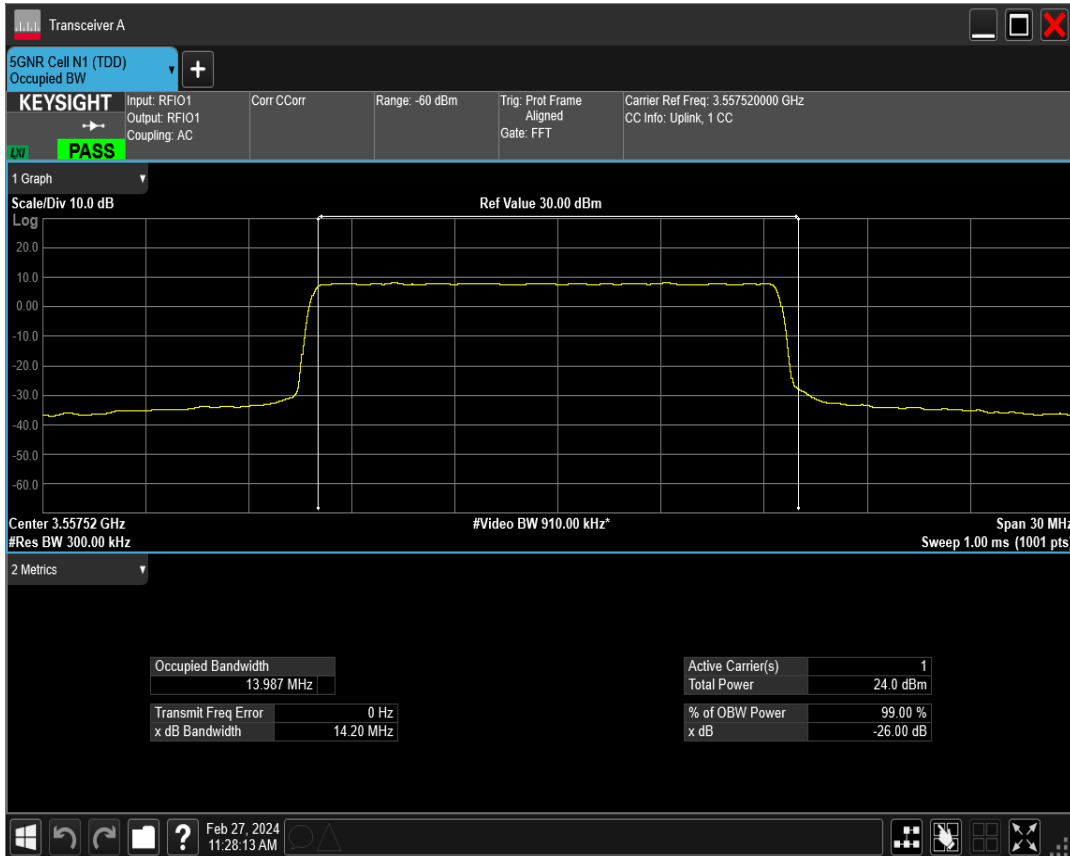 Transceiver A
5GNR Cell N1 (TDD)
Occupied BW
+
KEYSIGHT
LXI
PASS
Input: RFIO1
Output: RFIO1
Coupling: AC
Corr CCorr
Range: -60 dBm
Trig: Prot Frame
Aligned
Gate: FFT
Carrier Ref Freq: 3.557520000 GHz
CC Info: Uplink, 1 CC
1 Graph
Scale/Div 10.0 dB
Ref Value 30.00 dBm
Log
20.0
10.0
0.00
-10.0
-20.0
-30.0
-40.0
-50.0
-60.0
Center 3.55752 GHz
#Video BW 910.00 kHz*
Span 30 MHz
#Res BW 300.00 kHz
Sweep 1.00 ms (1001 pts)
2 Metrics
Occupied Bandwidth
13.987 MHz
Transmit Freq Error 0 Hz
x dB Bandwidth 14.20 MHz
Active Carrier(s) 1
Total Power 24.0 dBm
% of OBW Power 99.00 %
x dB -26.00 dB
?
Feb 27, 2024
11:28:13 AM